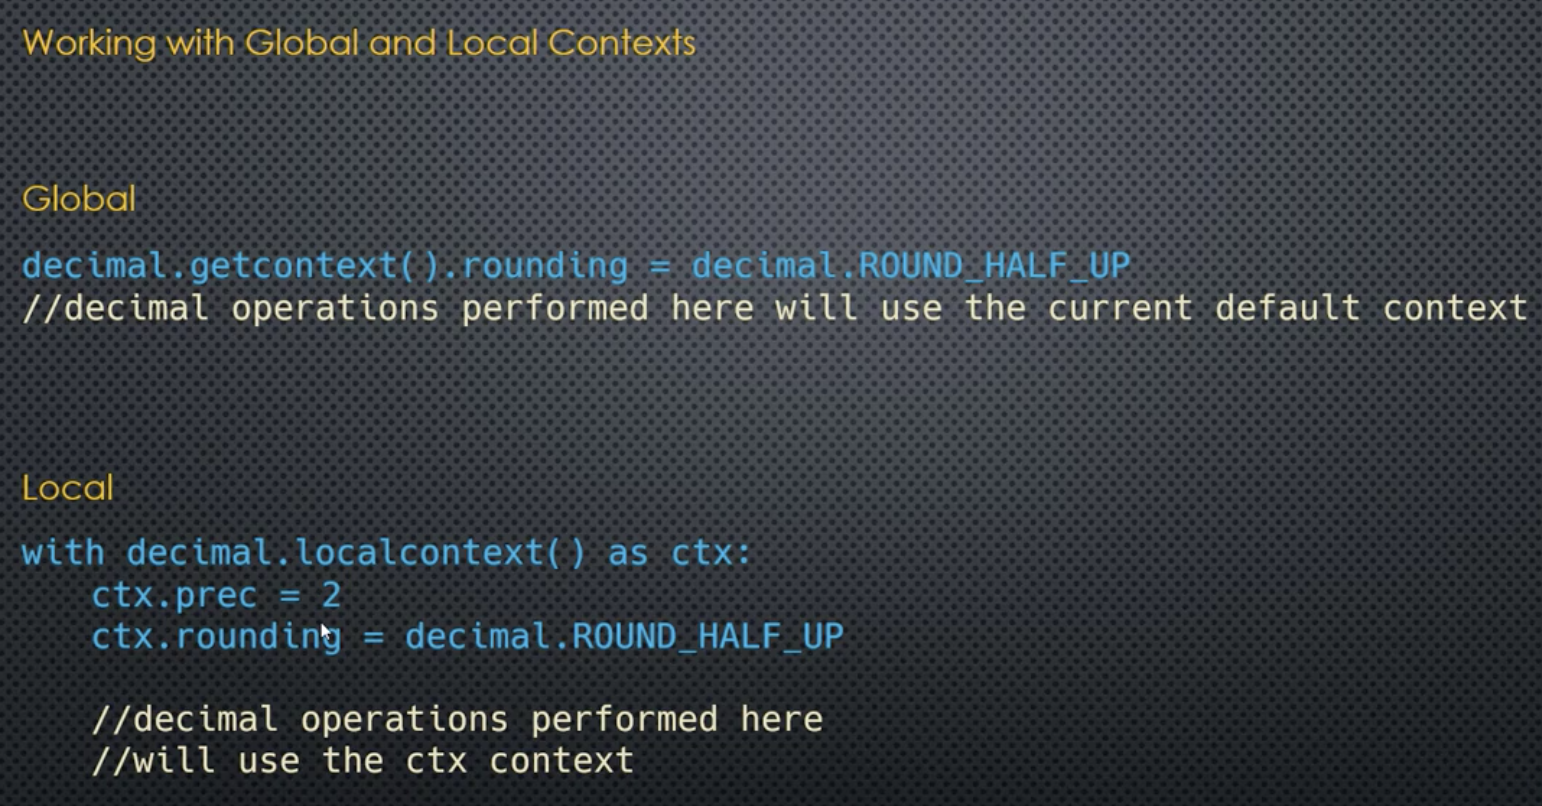 Working with Global and Local Contexts
Global
decimal.getcontext().rounding = decimal.ROUND_HALF_UP
//decimal operations performed here will use the current default context
Local
with decimal.localcontext() as ctx:
ctx.prec = 2
ctx.rounding = decimal.ROUND_HALF_UP
//decimal operations performed here
//will use the ctx context